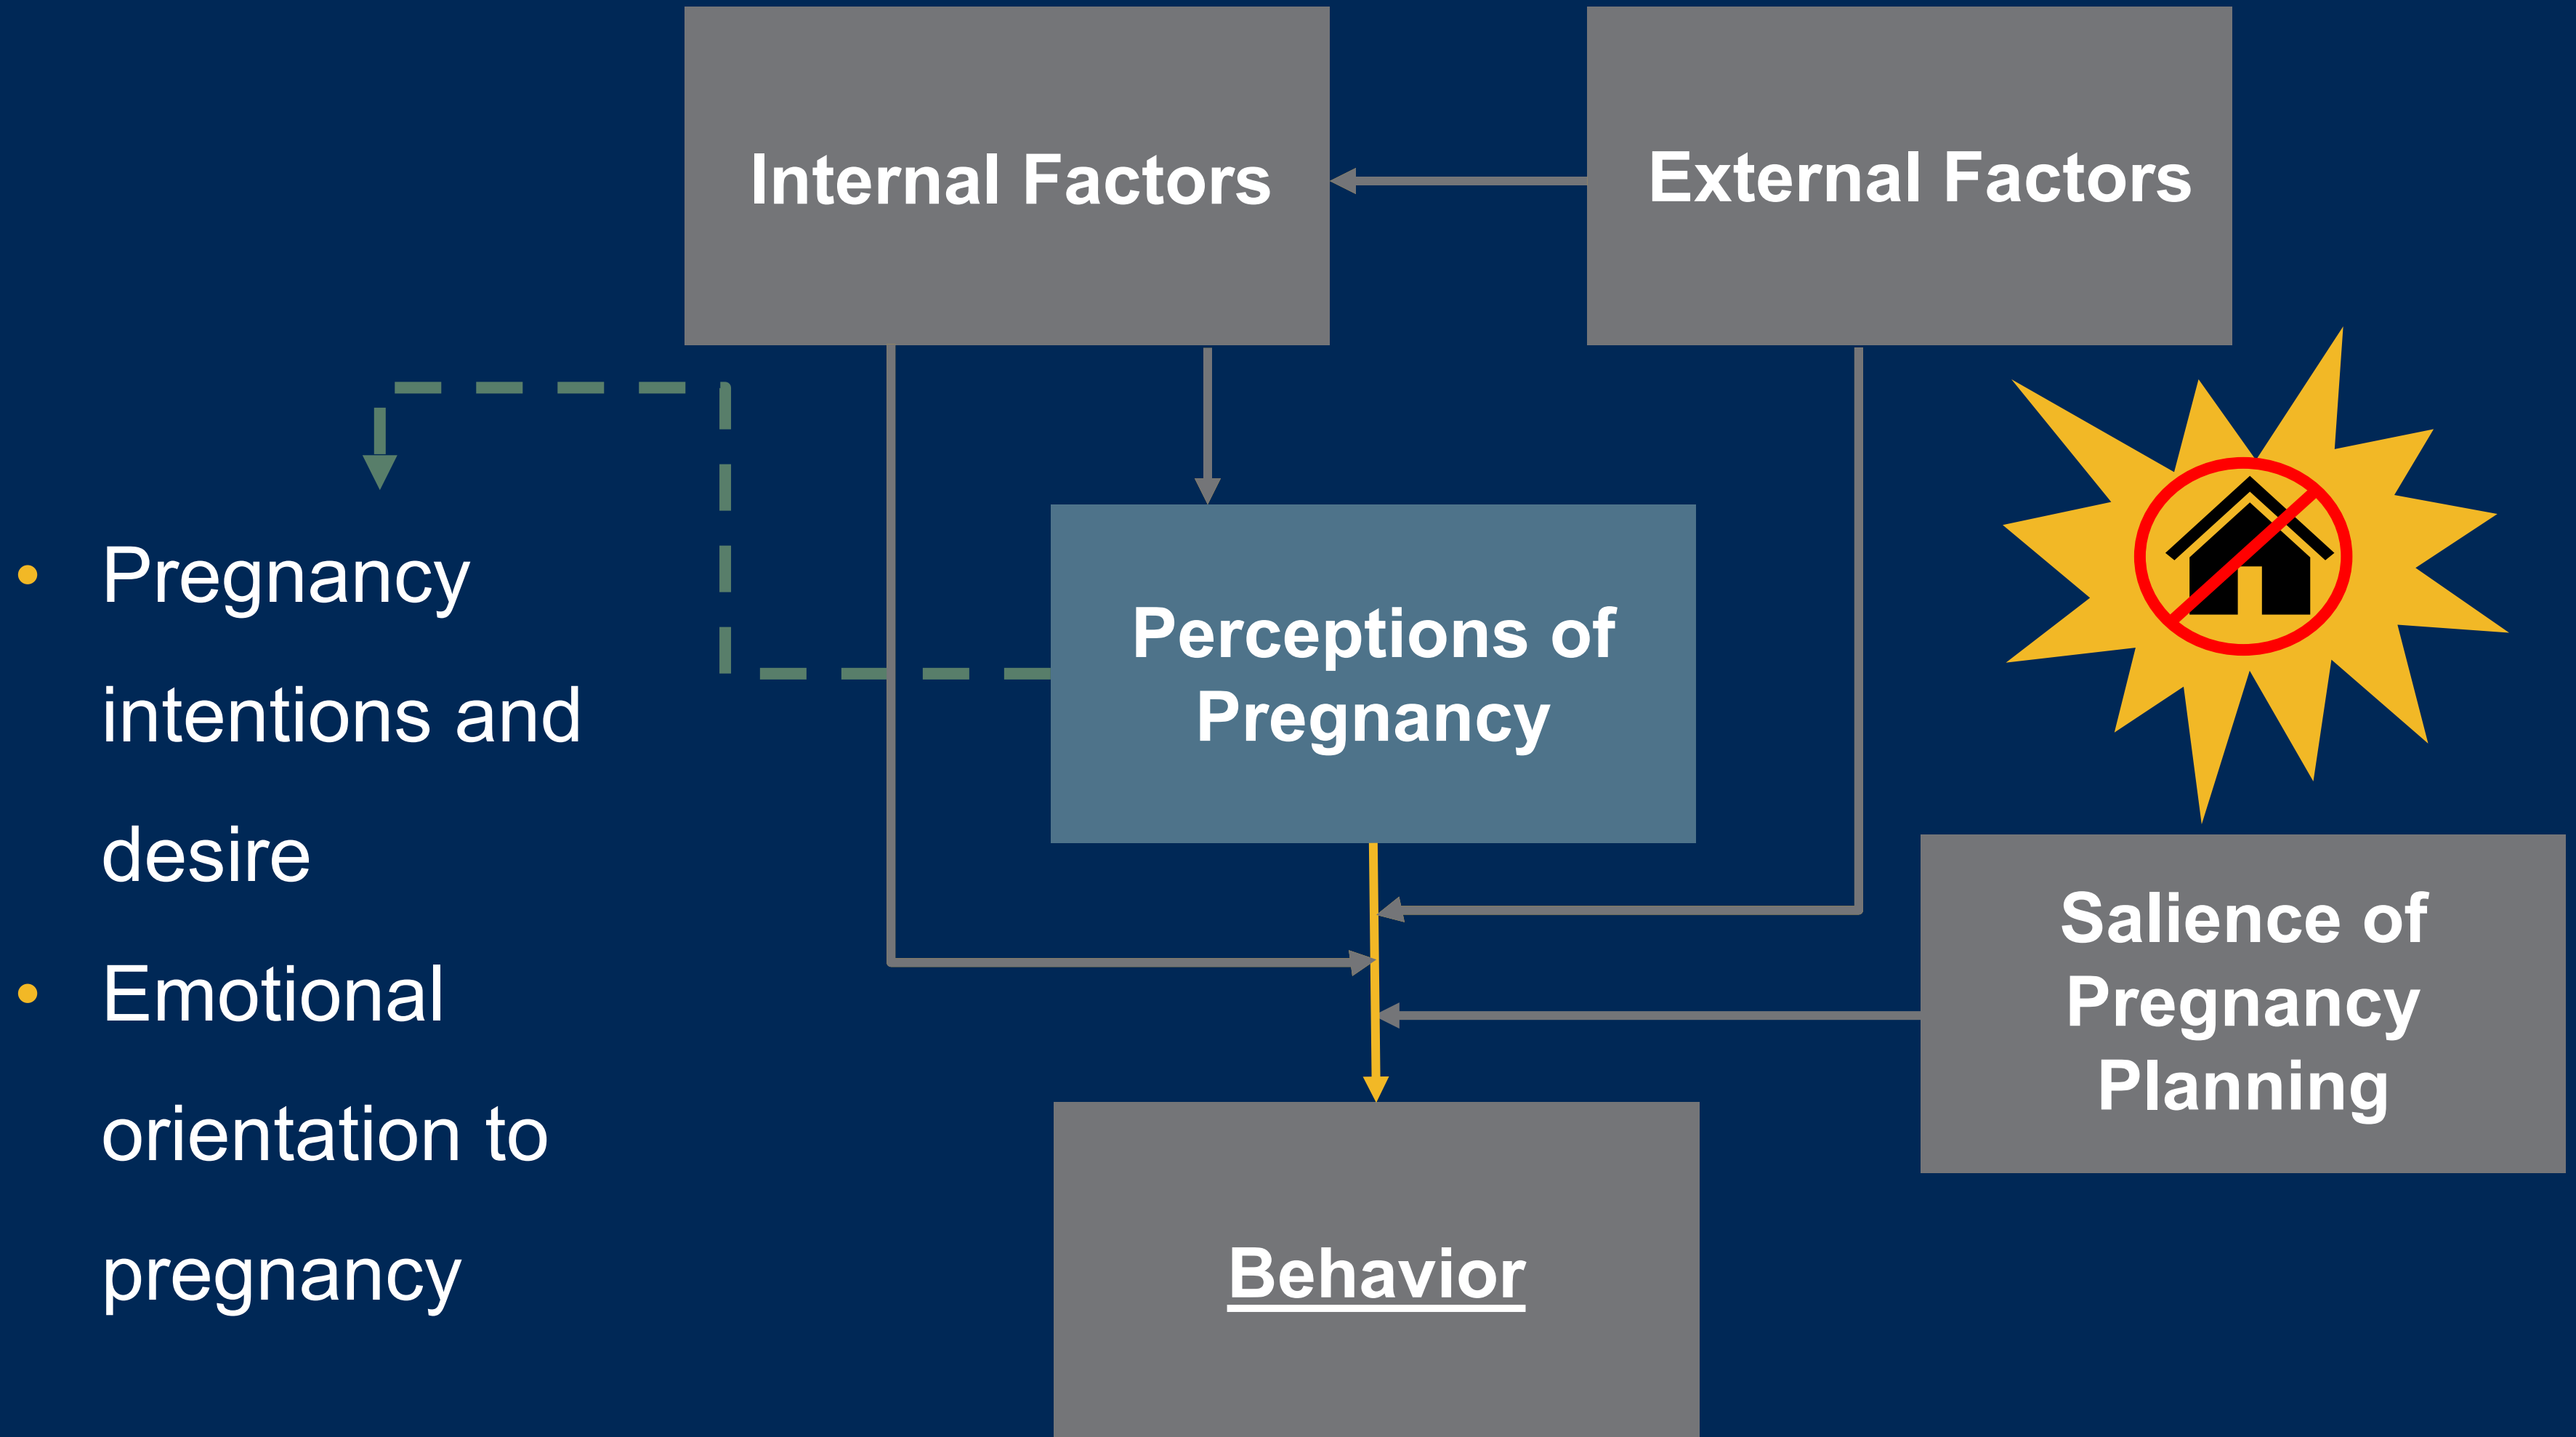 Internal Factors
External Factors
• Pregnancy
intentions and
desire
• Emotional
orientation to
pregnancy
Perceptions of
Pregnancy
Salience of
Pregnancy
Planning
Behavior